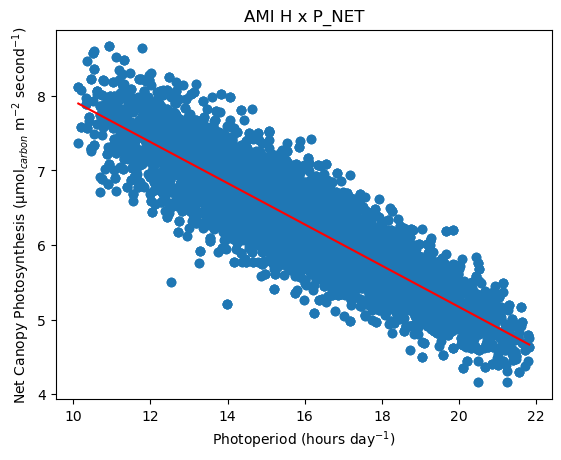 AMI H x P_NET
Net Canopy Photosynthesis (μmol_carbon m⁻² second⁻¹)
8
7
6
5
4
10 12 14 16 18 20 22
Photoperiod (hours day⁻¹)